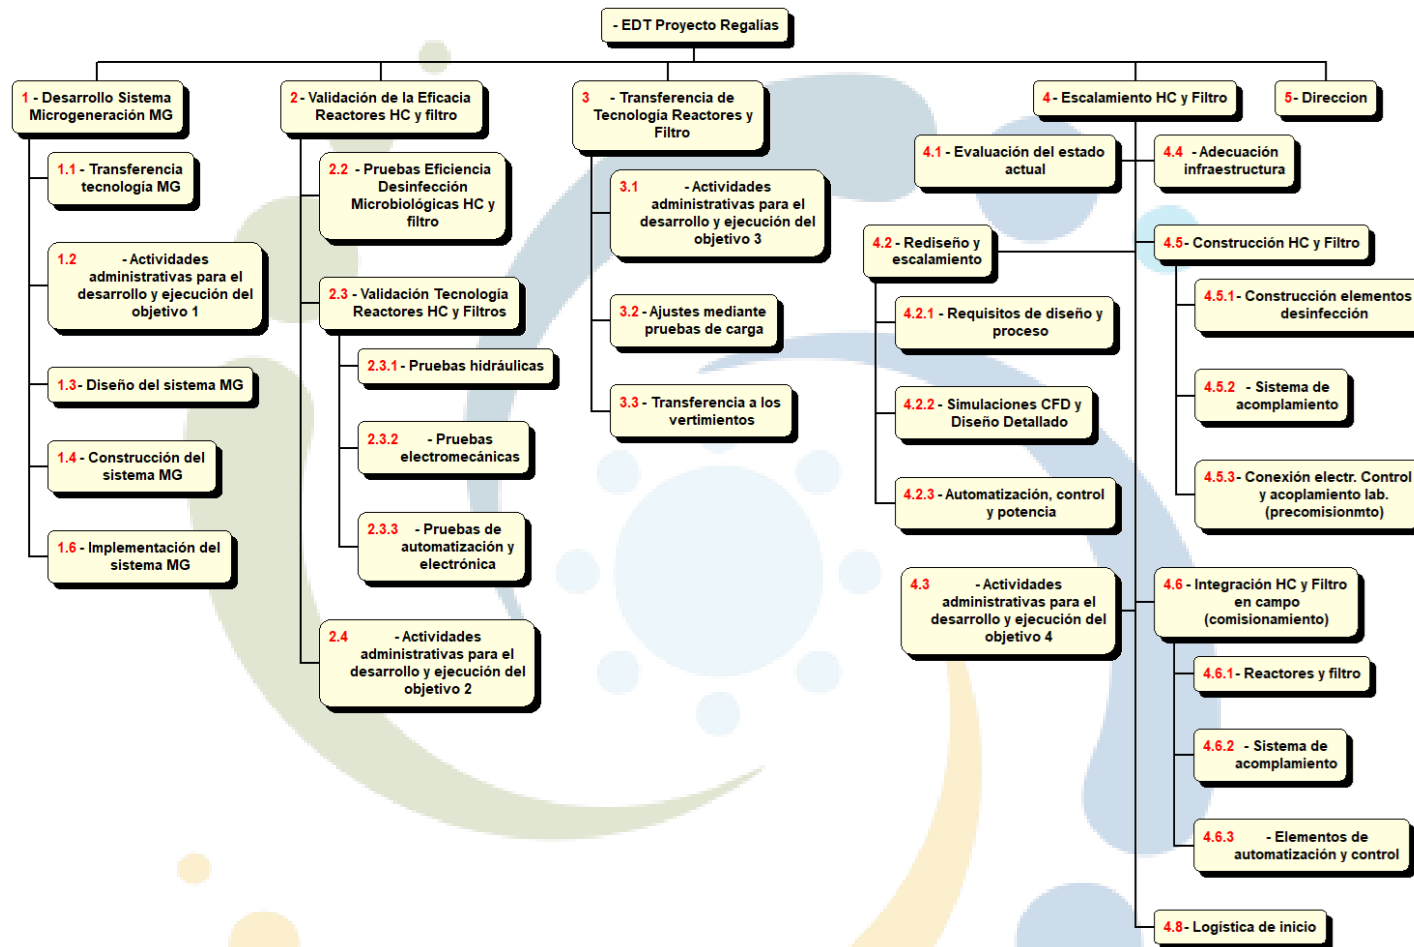 - EDT Proyecto Regalías
1 - Desarrollo Sistema
Microgeneración MG
1.1 - Transferencia
tecnología MG
1.2 - Actividades
administrativas para el
desarrollo y ejecución del
objetivo 1
1.3 - Diseño del sistema MG
1.4 - Construcción del
sistema MG
1.6 - Implementación del
sistema MG
2 - Validación de la Eficacia
Reactores HC y filtro
2.2 - Pruebas Eficiencia
Desinfección
Microbiológicas HC y
filtro
2.3 - Validación Tecnología
Reactores HC y Filtros
2.3.1 - Pruebas hidráulicas
2.3.2 - Pruebas
electromecánicas
2.3.3 - Pruebas de
automatización y
electrónica
2.4 - Actividades
administrativas para el
desarrollo y ejecución del
objetivo 2
3 - Transferencia de
Tecnología Reactores y
Filtro
3.1 - Actividades
administrativas para el
desarrollo y ejecución del
objetivo 3
3.2 - Ajustes mediante
pruebas de carga
3.3 - Transferencia a los
vertimientos
4 - Escalamiento HC y Filtro
4.1 - Evaluación del estado
actual
4.2 - Rediseño y
escalamiento
4.2.1 - Requisitos de diseño y
proceso
4.2.2 - Simulaciones CFD y
Diseño Detallado
4.2.3 - Automatización, control
y potencia
4.3 - Actividades
administrativas para el
desarrollo y ejecución del
objetivo 4
4.4 - Adecuación
infraestructura
4.5 - Construcción HC y Filtro
4.5.1 - Construcción elementos
desinfección
4.5.2 - Sistema de
acomplamiento
4.5.3 - Conexión electr. Control
y acoplamiento lab.
(precomisionmto)
4.6 - Integración HC y Filtro
en campo
(comisionamiento)
4.6.1 - Reactores y filtro
4.6.2 - Sistema de
acomplamiento
4.6.3 - Elementos de
automatización y control
4.8 - Logística de inicio
5 - Direccion